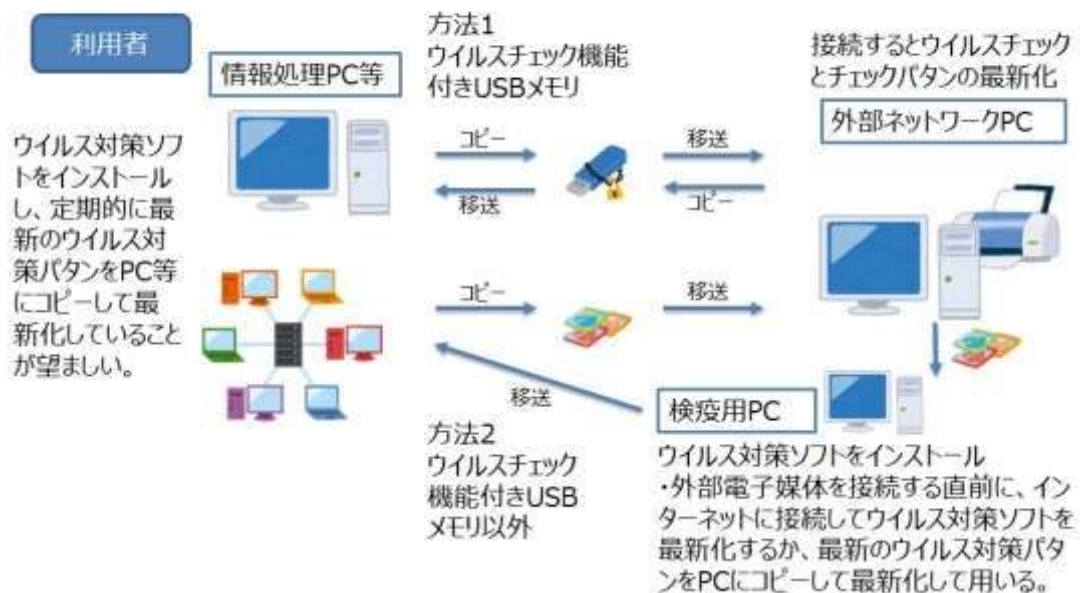 利用者
情報処理PC等
ウイルス対策ソフ
トをインストール
し、定期的に最
新のウイルス対
策パタンをPC等
にコピーして最
新化していること
が望ましい。
方法1
ウイルスチェック機能
付きUSBメモリ
コピー
移送
移送
コピー
接続するとウイルスチェック
とチェックパタンの最新化
外部ネットワークPC
コピー
移送
移送
方法2
ウイルスチェック
機能付きUSB
メモリ以外
検疫用PC
ウイルス対策ソフトをインストール
・外部電子媒体を接続する直前に、イン
ターネットに接続してウイルス対策ソフトを
最新化するか、最新のウイルス対策パタ
ンをPCにコピーして最新化して用いる。